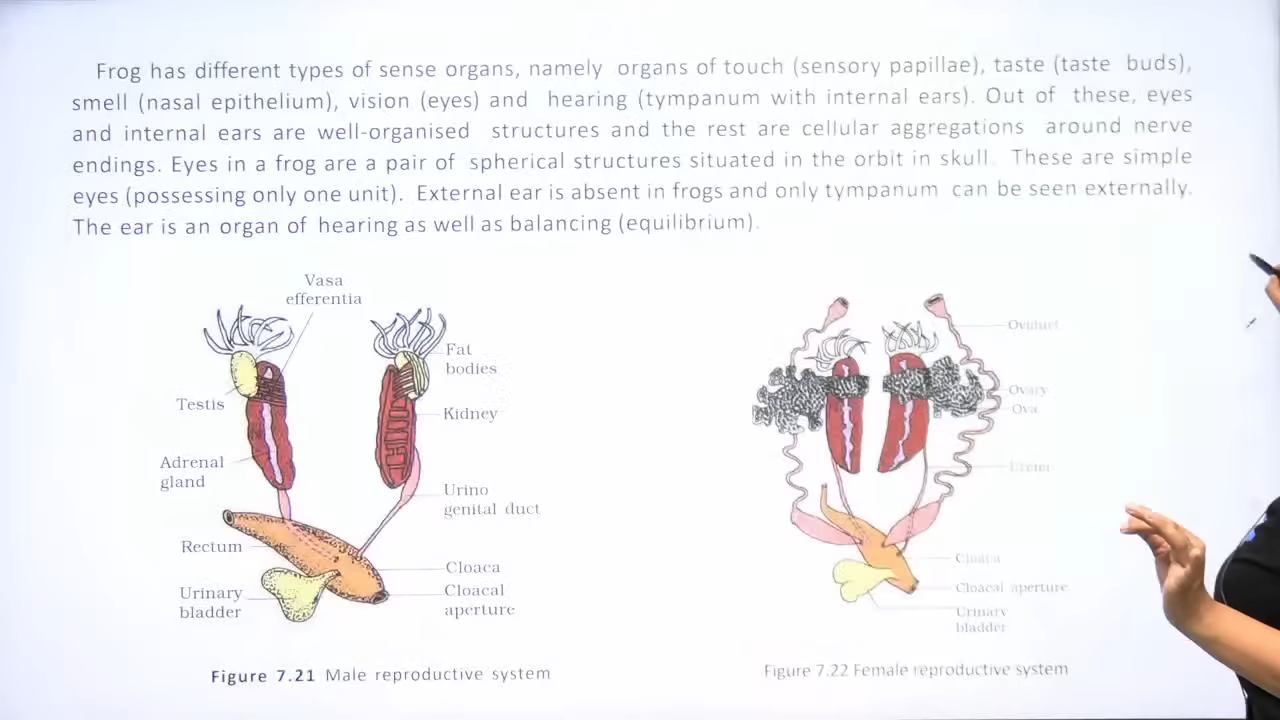 Frog has different types of sense organs, namely organs of touch (sensory papillae), taste (taste buds),
smell (nasal epithelium), vision (eyes) and hearing (tympanum with internal ears). Out of these, eyes
and internal ears are well-organised structures and the rest are cellular aggregations around nerve
endings. Eyes in a frog are a pair of spherical structures situated in the orbit in skull. These are simple
eyes (possessing only one unit). External ear is absent in frogs and only tympanum can be seen externally.
The ear is an organ of hearing as well as balancing (equilibrium).
Vasa
efferentia
Fat
bodies
Testis
Kidney
Adrenal
gland
Urino
genital duct
Rectum
Cloaca
Urinary
bladder
Cloacal
aperture
Figure 7.21 Male reproductive system
Oviduct
Ovary
Ova
Ureter
Cloaca
Cloacal aperture
Urinary
bladder
Figure 7.22 Female reproductive system